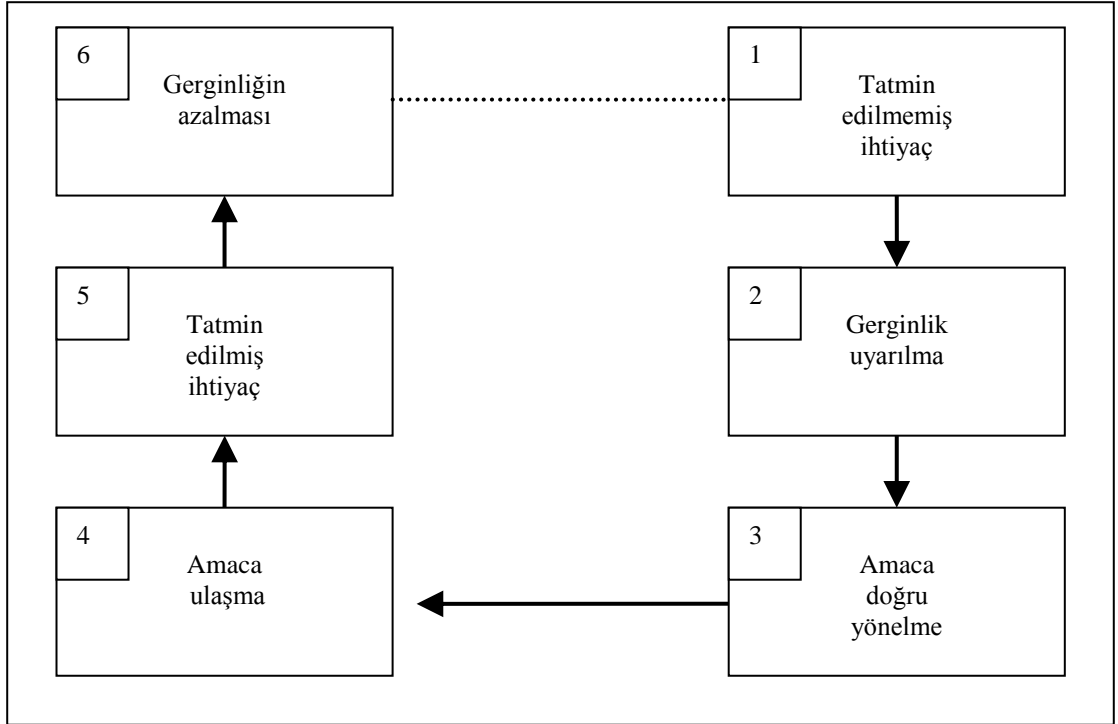 6
Gerginliğin
azalması
1
Tatmin
edilmemiş
ihtiyaç
5
Tatmin
edilmiş
ihtiyaç
2
Gerginlik
uyarılma
4
Amaca
ulaşma
3
Amaca
doğru
yönelme